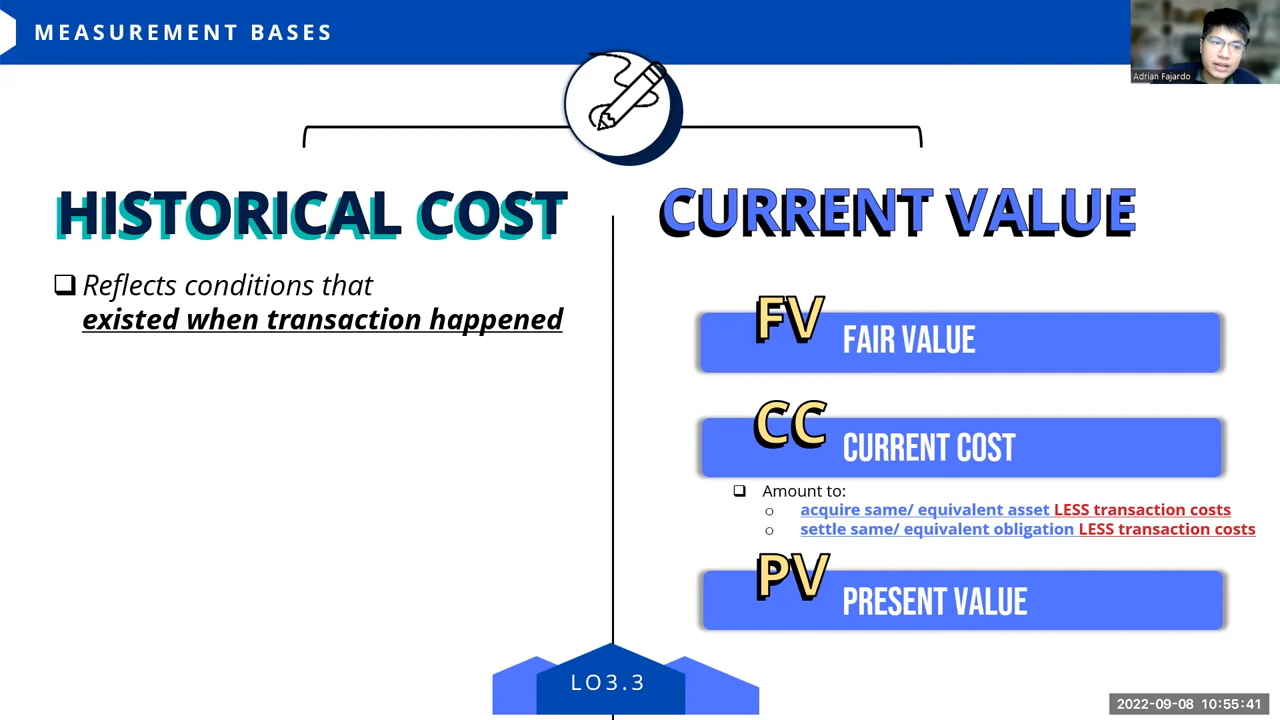 MEASUREMENT BASES
Adrian Fajardo
HISTORICAL COST
❑ Reflects conditions that
existed when transaction happened
CURRENT VALUE
FV FAIR VALUE
CC CURRENT COST
❑ Amount to:
○ acquire same/ equivalent asset LESS transaction costs
○ settle same/ equivalent obligation LESS transaction costs
PV PRESENT VALUE
LO3.3
2022-09-08 10:55:41